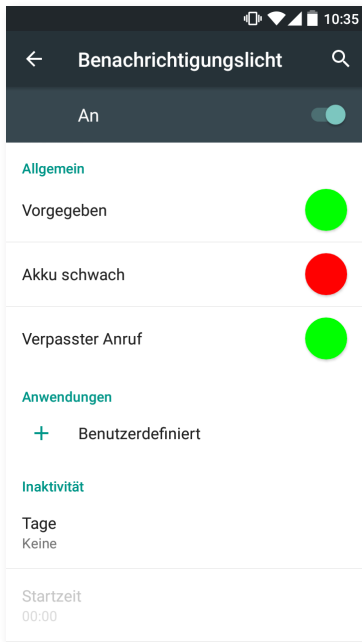 10:35
Benachrichtigungslicht
An
Allgemein
Vorgegeben
Akku schwach
Verpasster Anruf
Anwendungen
Benutzerdefiniert
Inaktivität
Tage
Keine
Startzeit
00:00